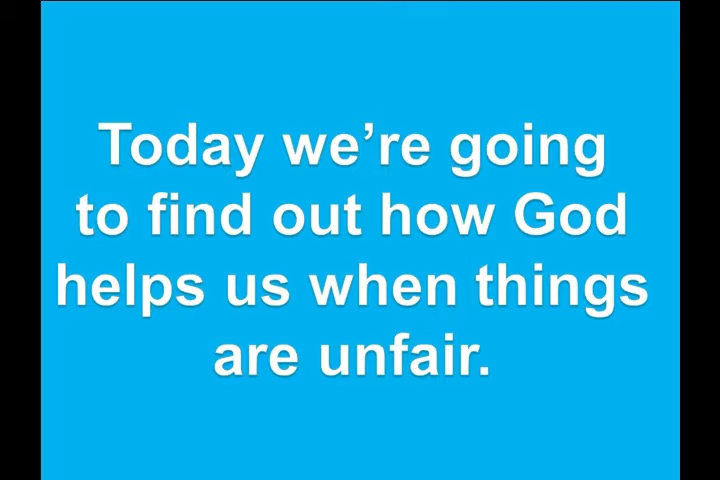 Today we’re going
to find out how God
helps us when things
are unfair.